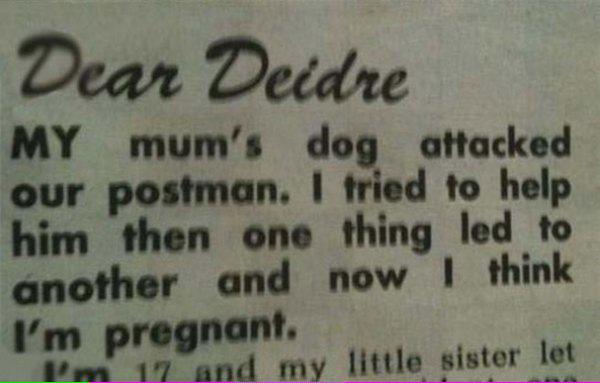 Dear Deidre
MY mum's dog attacked
our postman. I tried to help
him then one thing led to
another and now I think
I'm pregnant.
I'm 17 and my little sister let